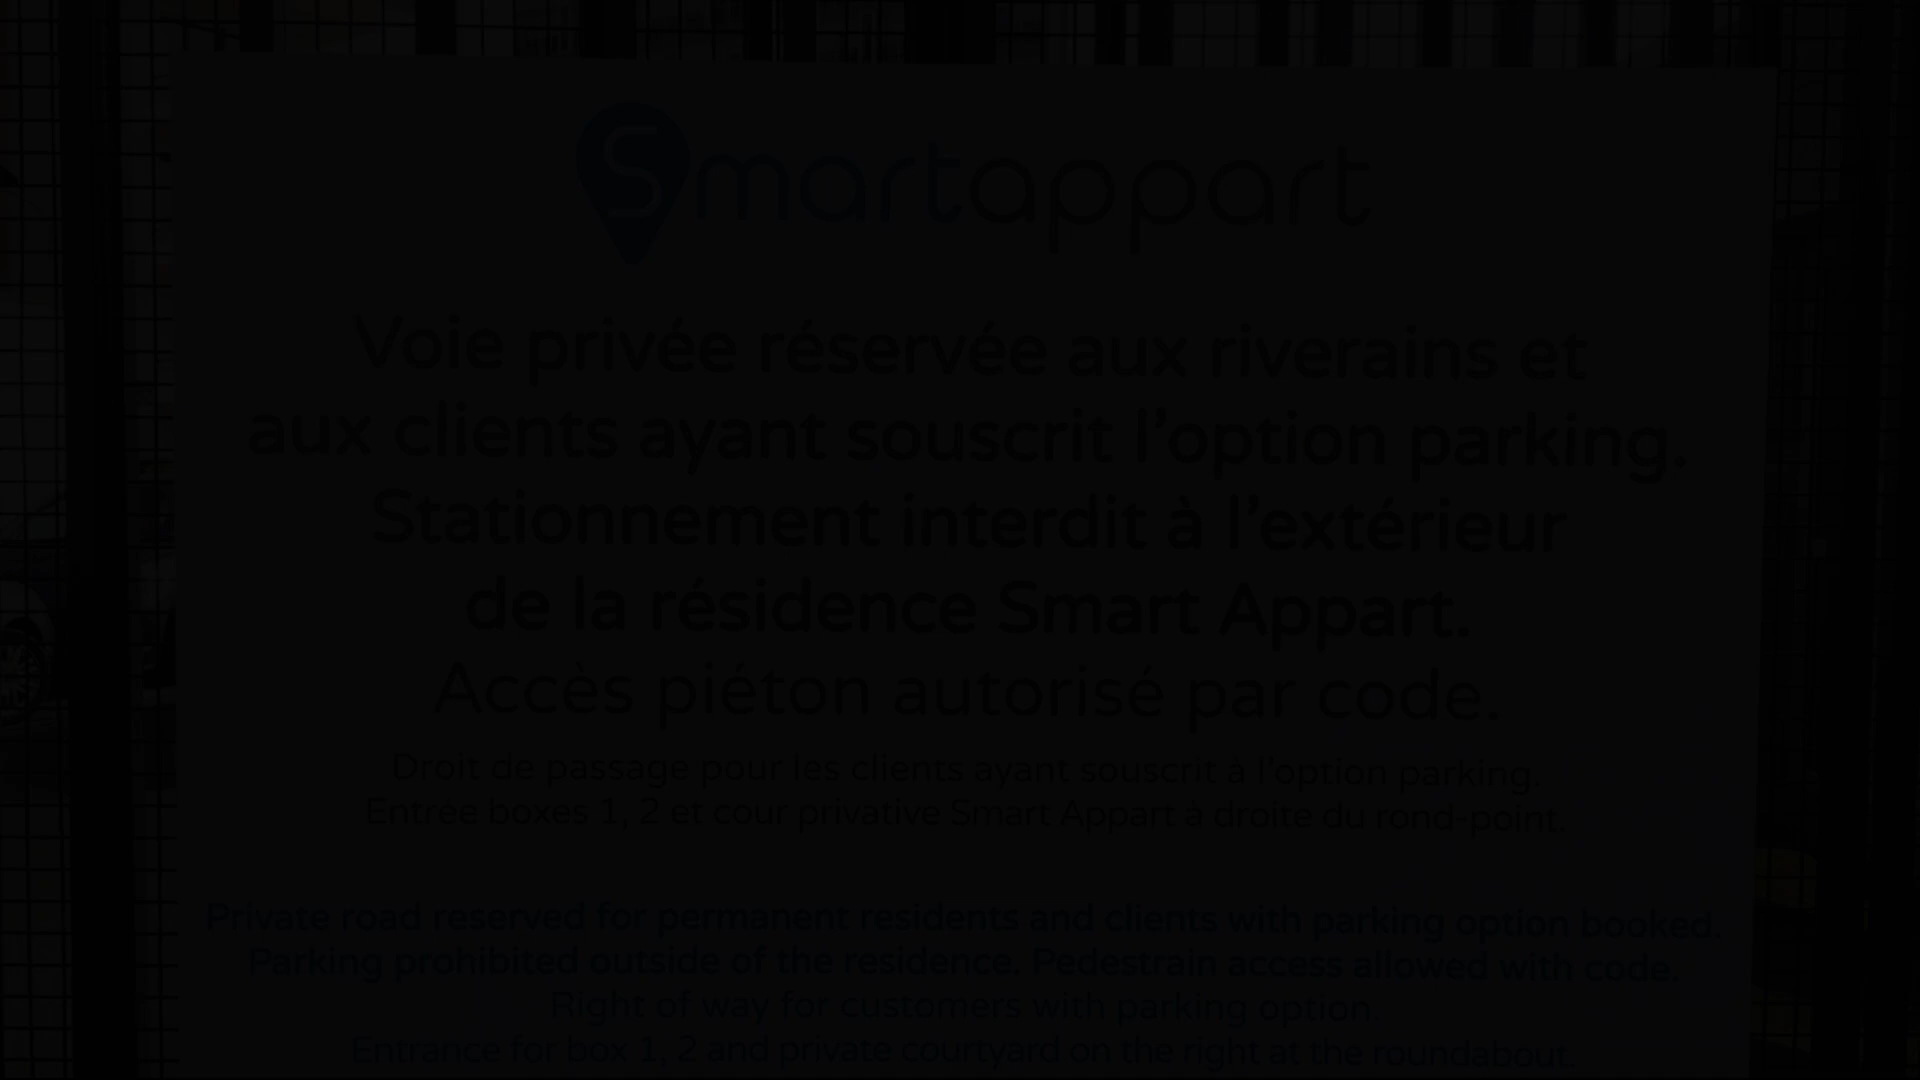 Smartappart
Voie privée réservée aux riverains et
aux clients ayant souscrit l'option parking.
Stationnement interdit à l'extérieur
de la résidence Smart Appart.
Accès piéton autorisé par code.
Droit de passage pour les clients ayant souscrit à l'option parking.
Entrée boxes 1, 2 et cour privative Smart Appart à droite du rond-point.
Private road reserved for permanent residents and clients with parking option booked.
Parking prohibited outside of the residence. Pedestrain access allowed with code.
Right of way for customers with parking option.
Entrance for box 1, 2 and private courtyard on the right at the roundabout.